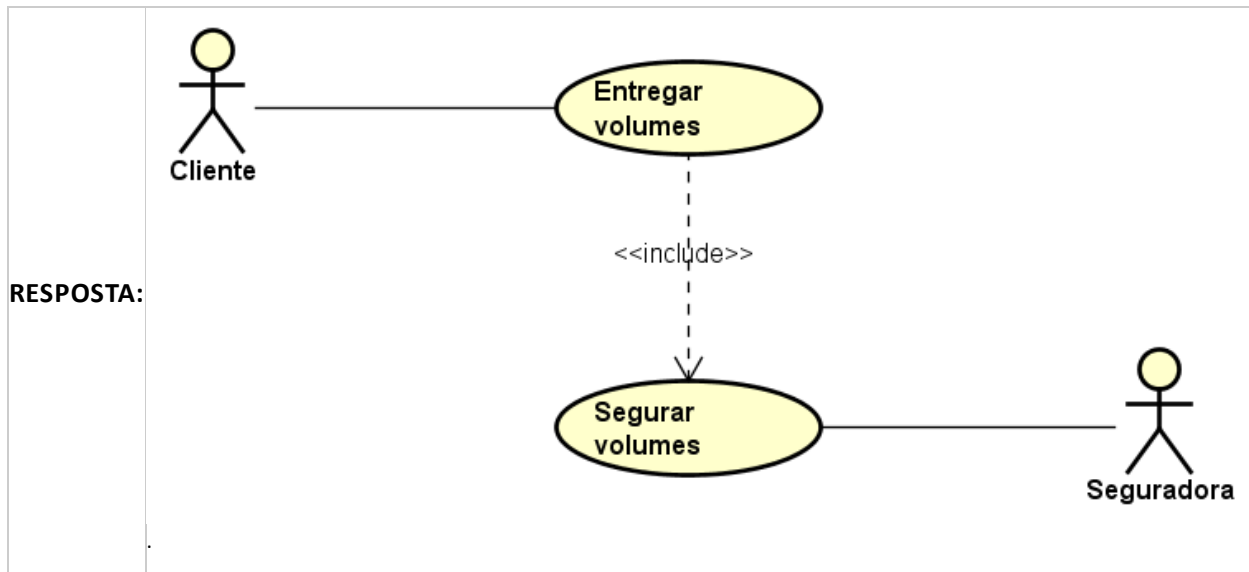 Entregar
volumes
Cliente
<<include>>
RESPOSTA:
Segurar
volumes
Seguradora
.